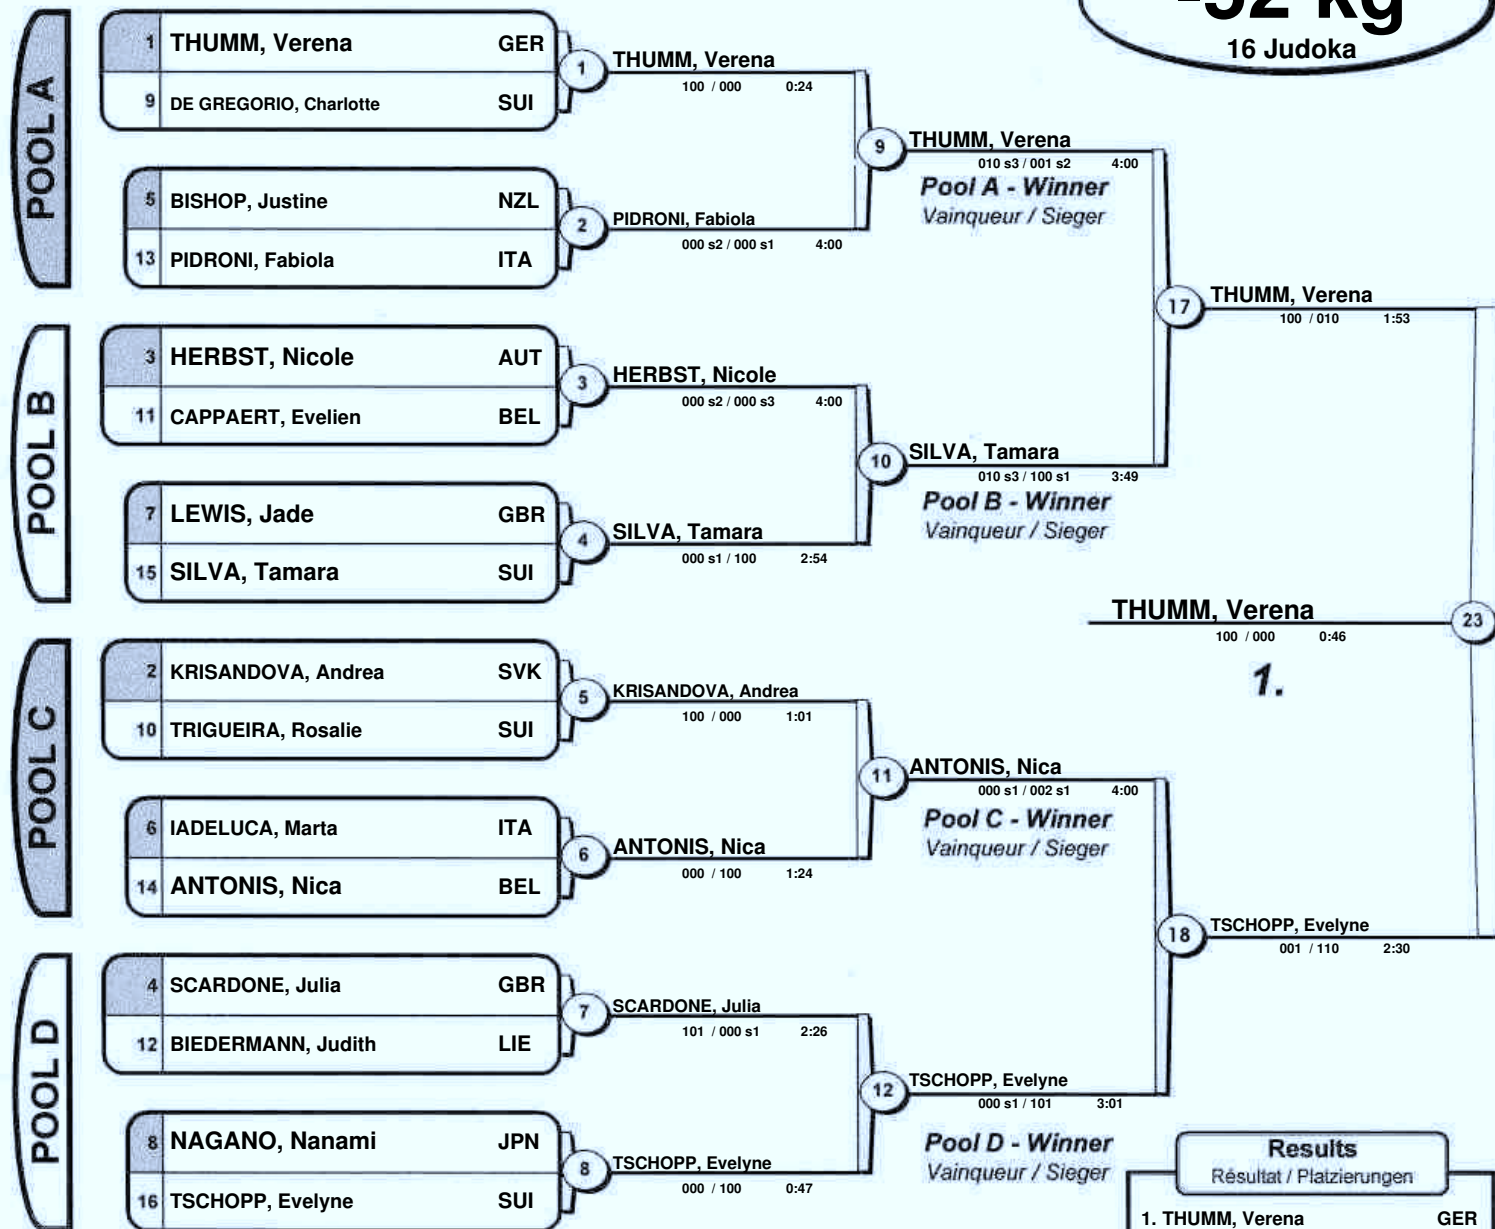 -52 kg
16 Judoka
POOL A
1 THUMM, Verena GER
9 DE GREGORIO, Charlotte SUI
1
THUMM, Verena
100 / 000 0:24
5 BISHOP, Justine NZL
13 PIDRONI, Fabiola ITA
2
PIDRONI, Fabiola
000 s2 / 000 s1 4:00
9
THUMM, Verena
010 s3 / 001 s2 4:00
Pool A - Winner
Vainqueur / Sieger
POOL B
3 HERBST, Nicole AUT
11 CAPPAERT, Evelien BEL
3
HERBST, Nicole
000 s2 / 000 s3 4:00
7 LEWIS, Jade GBR
15 SILVA, Tamara SUI
4
SILVA, Tamara
000 s1 / 100 2:54
10
SILVA, Tamara
010 s3 / 100 s1 3:49
Pool B - Winner
Vainqueur / Sieger
17
THUMM, Verena
100 / 010 1:53
THUMM, Verena
100 / 000 0:46
23
1.
POOL C
2 KRISANDOVA, Andrea SVK
10 TRIGUEIRA, Rosalie SUI
5
KRISANDOVA, Andrea
100 / 000 1:01
6 IADELUCA, Marta ITA
14 ANTONIS, Nica BEL
6
ANTONIS, Nica
000 / 100 1:24
11
ANTONIS, Nica
000 s1 / 002 s1 4:00
Pool C - Winner
Vainqueur / Sieger
18
TSCHOPP, Evelyne
001 / 110 2:30
POOL D
4 SCARDONE, Julia GBR
12 BIEDERMANN, Judith LIE
7
SCARDONE, Julia
101 / 000 s1 2:26
8 NAGANO, Nanami JPN
16 TSCHOPP, Evelyne SUI
8
TSCHOPP, Evelyne
000 / 100 0:47
12
TSCHOPP, Evelyne
000 s1 / 101 3:01
Pool D - Winner
Vainqueur / Sieger
Results
Résultat / Platzierungen
1. THUMM, Verena GER